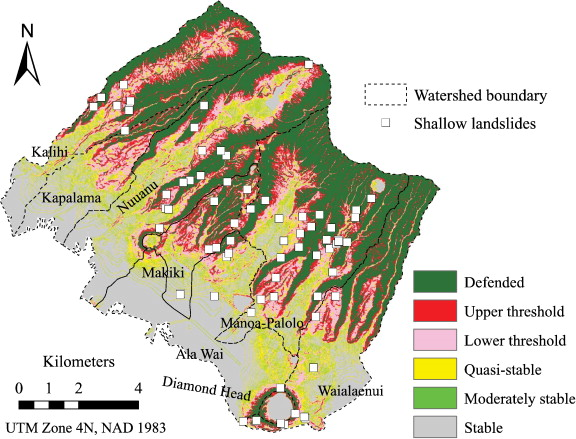 N
Watershed boundary
Shallow landslides
Kalihi
Kapalama
Nuuanu
Makiki
Manoa-Palolo
Ala Wai
Diamond Head
Waialaenui
Defended
Upper threshold
Lower threshold
Quasi-stable
Moderately stable
Stable
Kilometers
0 1 2 4
UTM Zone 4N, NAD 1983